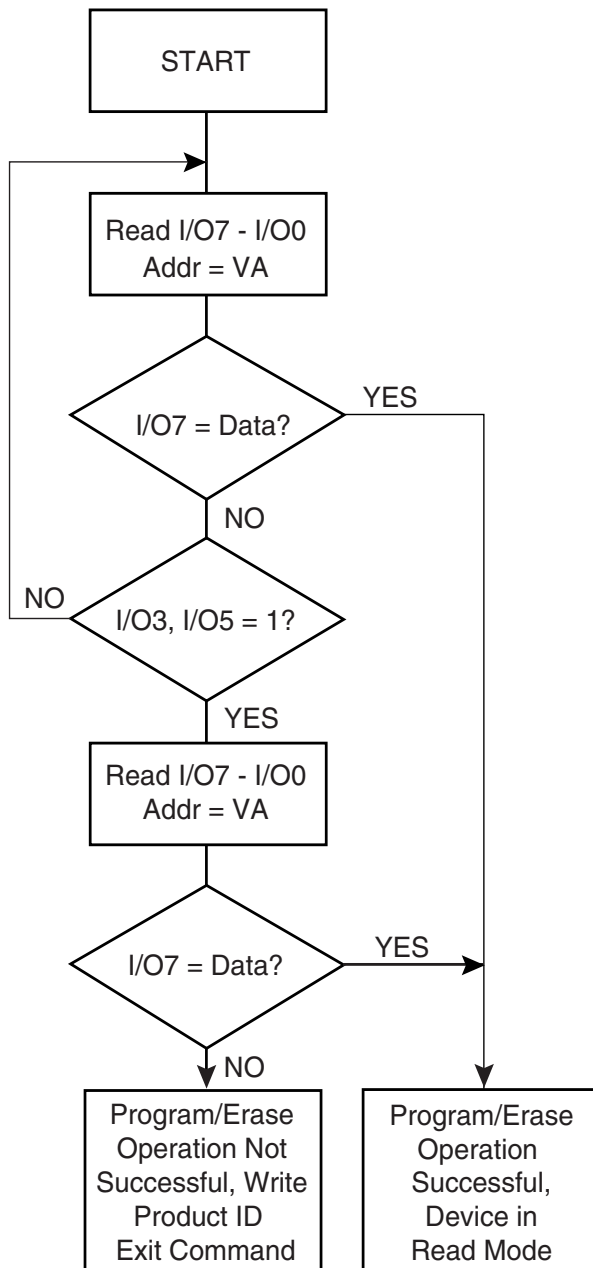 START
Read I/O7 - I/O0
Addr = VA
I/O7 = Data?
YES
NO
I/O3, I/O5 = 1?
NO
YES
Read I/O7 - I/O0
Addr = VA
I/O7 = Data?
YES
NO
Program/Erase
Operation Not
Successful, Write
Product ID
Exit Command
Program/Erase
Operation
Successful,
Device in
Read Mode